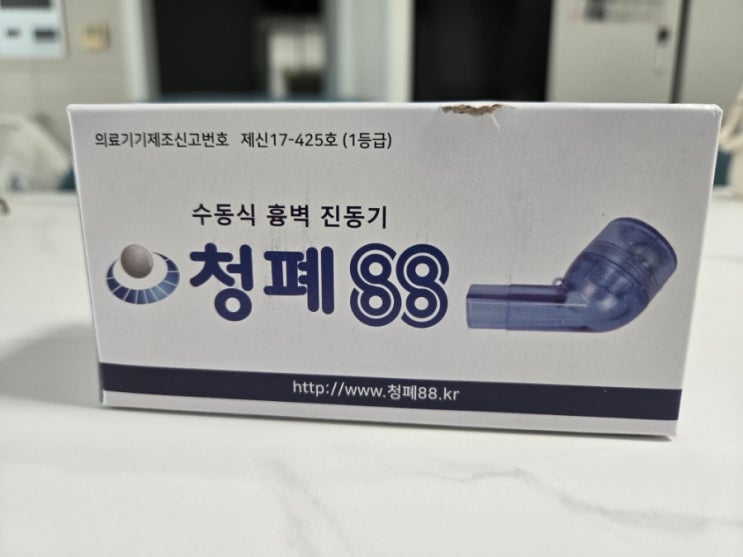 의료기기제조신고번호 제신17-425호 (1등급)
수동식 흉벽 진동기
청폐88
http://www.청폐88.kr